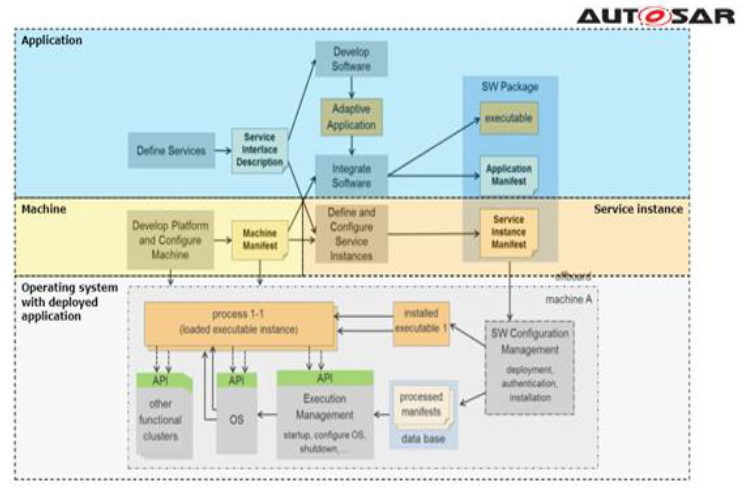 AUTOSAR
Application
Develop
Software
SW Package
Adaptive
Application
executable
Define Services
Service
Interface
Description
Integrate
Software
Application
Manifest
Machine
Service instance
Develop Platform
and Configure
Machine
Machine
Manifest
Define and
Configure
Service
Instances
Service
Instance
Manifest
Operating system
with deployed
application
offboard
machine A
process 1-1
(loaded executable instance)
installed
executable 1
SW Configuration
Management
deployment,
authentication,
installation
API
other
functional
clusters
API
OS
API
Execution
Management
startup, configure OS,
shutdown, ...
processed
manifests
data base